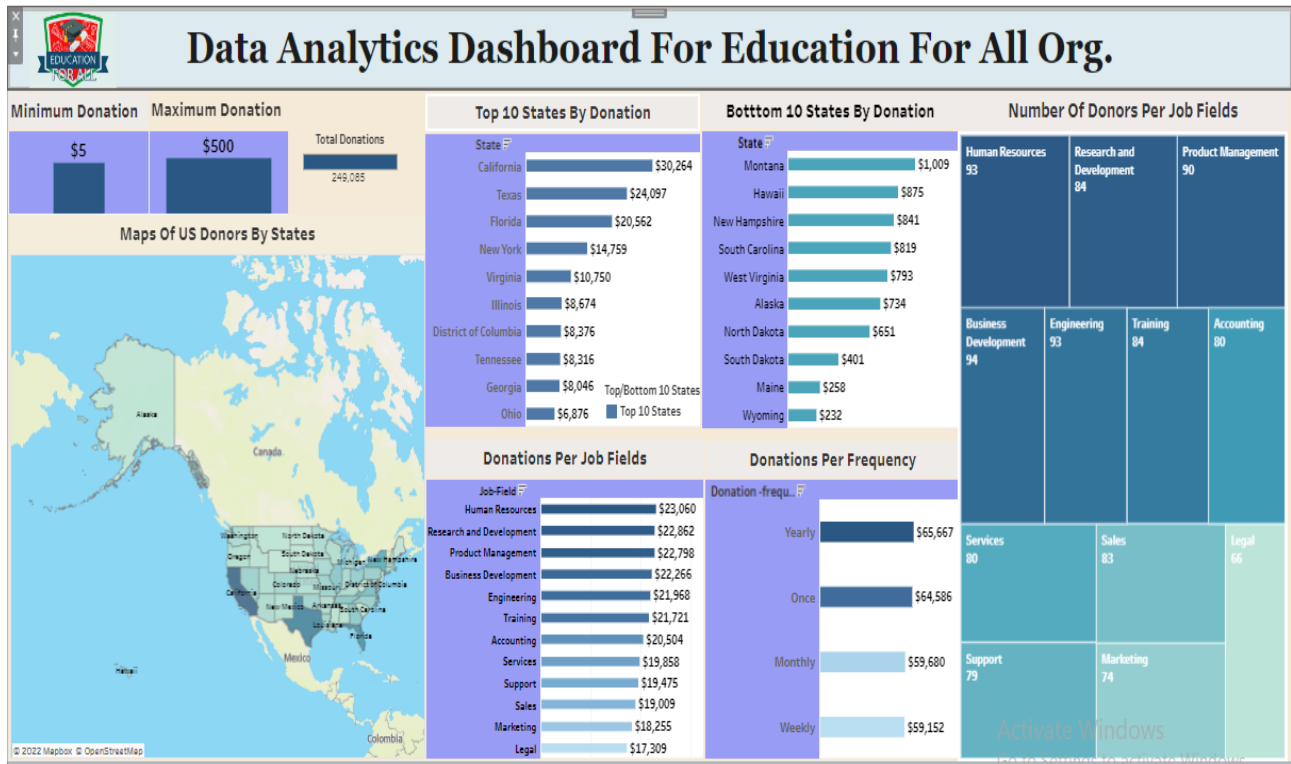 EDUCATION
FOR ALL
Data Analytics Dashboard For Education For All Org.
Minimum Donation
$5
Maximum Donation
$500
Total Donations
249,085
Maps Of US Donors By States
Alaska
Canada
Washington
North Dakota
Oregon
South Dakota
Michigan
New Hampshire
Nebraska
Colorado
Missouri
District of Columbia
California
New Mexico
Arkansas
South Carolina
Louisiana
Florida
Mexico
Hawaii
Colombia
© 2022 Mapbox © OpenStreetMap
Top 10 States By Donation
State
California $30,264
Texas $24,097
Florida $20,562
New York $14,759
Virginia $10,750
Illinois $8,674
District of Columbia $8,376
Tennessee $8,316
Georgia $8,046
Ohio $6,876
Top/Bottom 10 States
Top 10 States
Botttom 10 States By Donation
State
Montana $1,009
Hawaii $875
New Hampshire $841
South Carolina $819
West Virginia $793
Alaska $734
North Dakota $651
South Dakota $401
Maine $258
Wyoming $232
Donations Per Job Fields
Job-Field
Human Resources $23,060
Research and Development $22,862
Product Management $22,798
Business Development $22,266
Engineering $21,968
Training $21,721
Accounting $20,504
Services $19,858
Support $19,475
Sales $19,009
Marketing $18,255
Legal $17,309
Donations Per Frequency
Donation -frequ..
Yearly $65,667
Once $64,586
Monthly $59,680
Weekly $59,152
Number Of Donors Per Job Fields
Human Resources
93
Research and
Development
84
Product Management
90
Business
Development
94
Engineering
93
Training
84
Accounting
80
Services
80
Sales
83
Legal
66
Support
79
Marketing
74
Activate Windows
Go to Settings to activate Windows.